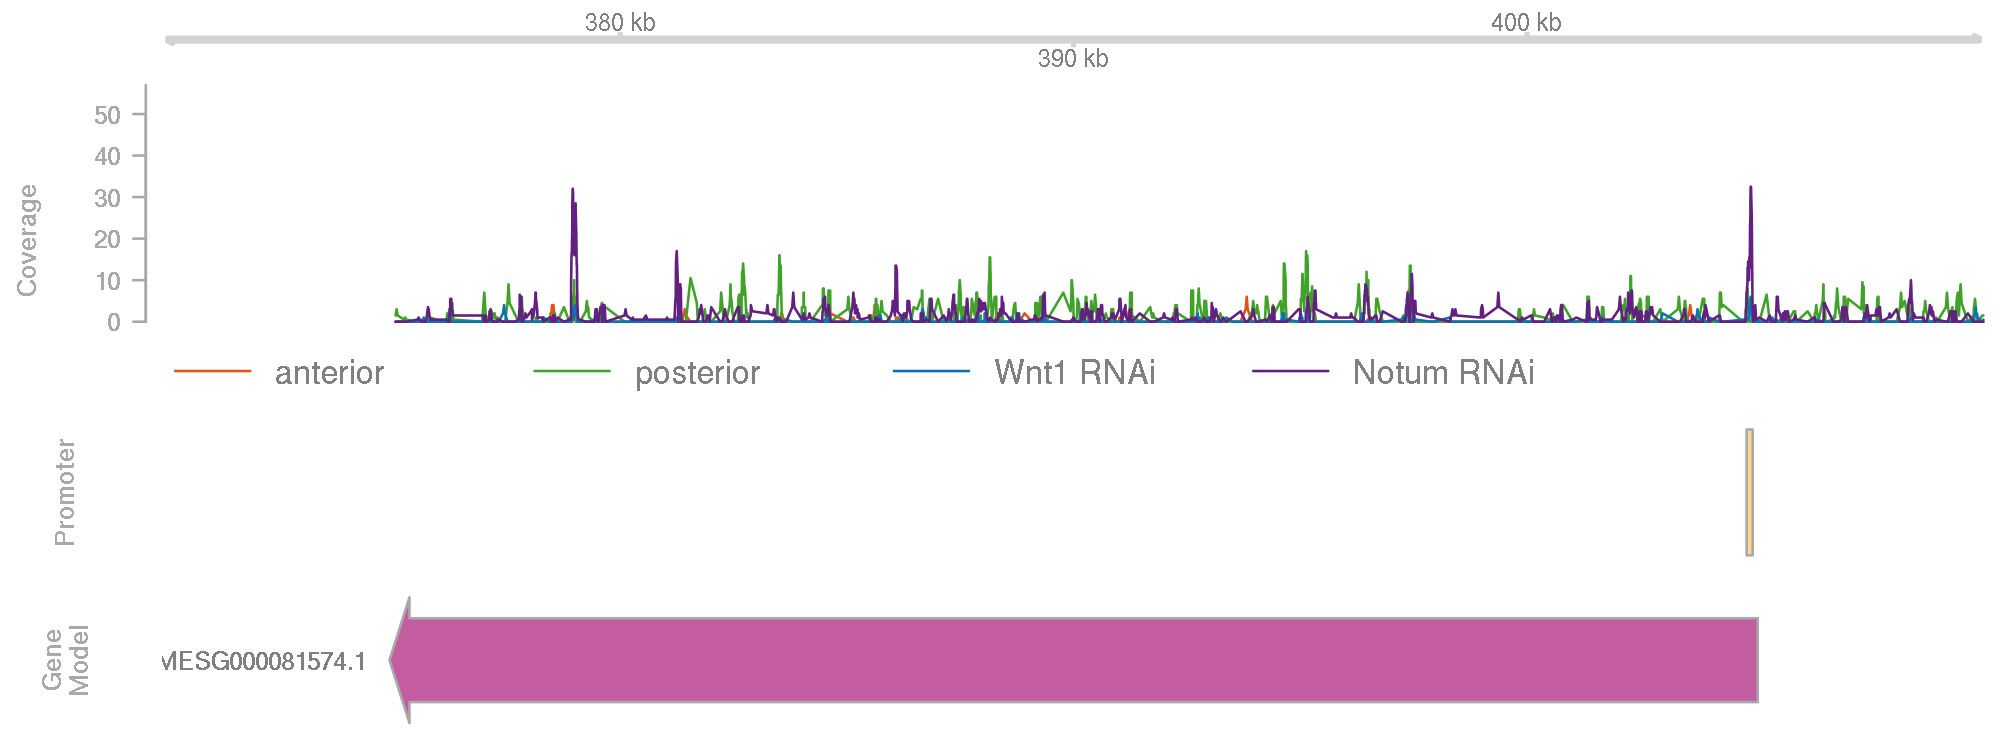 380 kb
400 kb
390 kb
Coverage
50
40
30
20
10
0
anterior
posterior
Wnt1 RNAi
Notum RNAi
Promoter
Gene
Model
MESG000081574.1